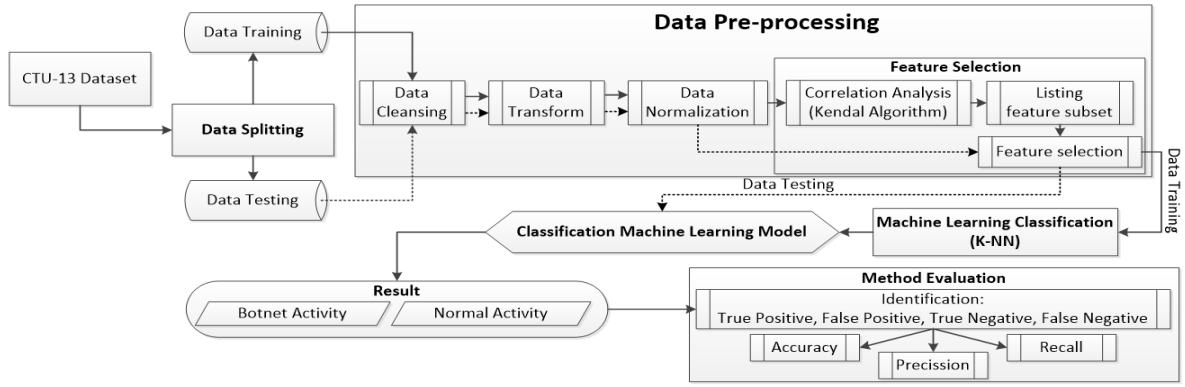 Data Pre-processing
Data Training
CTU-13 Dataset
Data Splitting
Data Testing
Data
Cleansing
Data
Transform
Data
Normalization
Feature Selection
Correlation Analysis
(Kendal Algorithm)
Listing
feature subset
Feature selection
Data Training
Data Testing
Machine Learning Classification
(K-NN)
Classification Machine Learning Model
Result
Botnet Activity
Normal Activity
Method Evaluation
Identification:
True Positive, False Positive, True Negative, False Negative
Accuracy
Precission
Recall